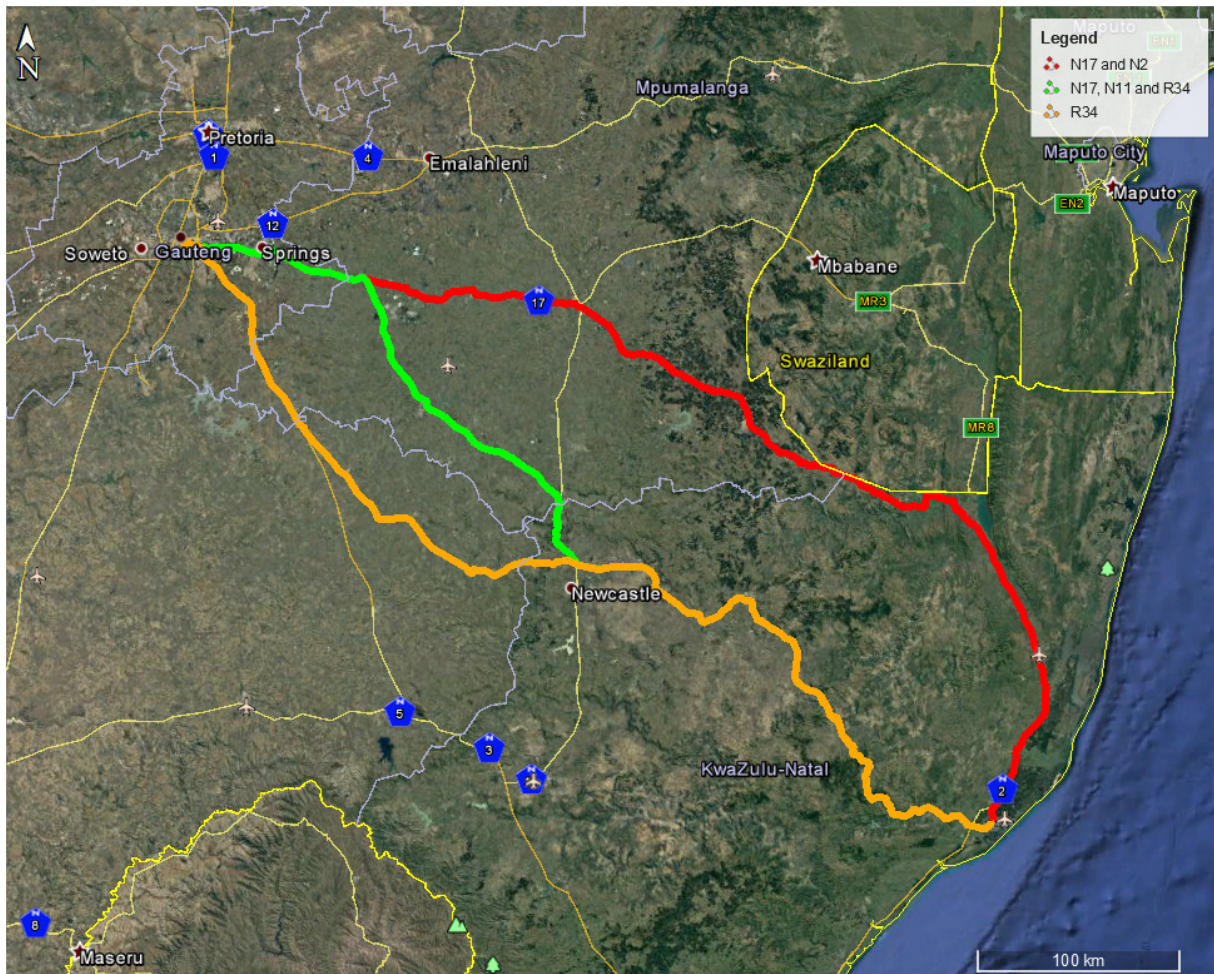 Maputo
EN1
Legend
N17 and N2
N17, N11 and R34
R34
N
Mpumalanga
Pretoria
N
1
N
4
Emalahleni
Maputo City
EN2
Maputo
N
12
Soweto
Gauteng
Springs
Mbabane
MR3
N
17
Swaziland
MR8
Newcastle
N
5
N
3
KwaZulu-Natal
N
2
N
8
Maseru
100 km